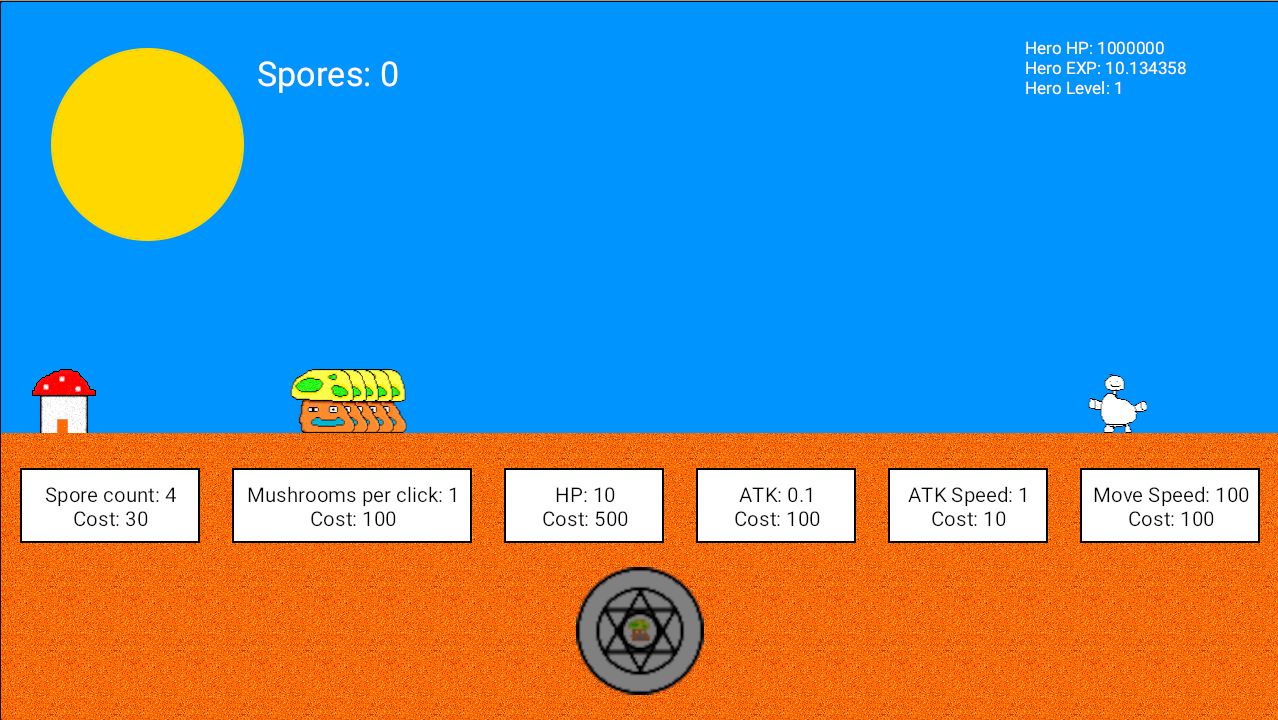 Spores: 0
Hero HP: 1000000
Hero EXP: 10.134358
Hero Level: 1
Spore count: 4
Cost: 30
Mushrooms per click: 1
Cost: 100
HP: 10
Cost: 500
ATK: 0.1
Cost: 100
ATK Speed: 1
Cost: 10
Move Speed: 100
Cost: 100